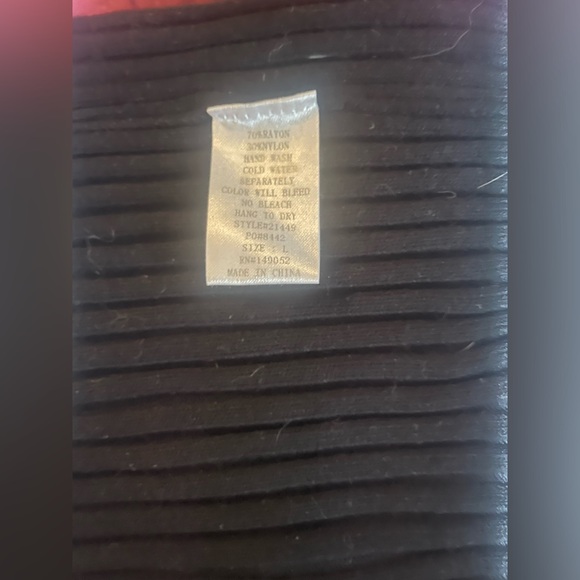 70%RAYON
30%NYLON
HAND WASH
COLD WATER
SEPARATELY
COLOR WILL BLEED
NO BLEACH
HANG TO DRY
STYLE#21449
PO#8442
SIZE : L
RN#149052
MADE IN CHINA